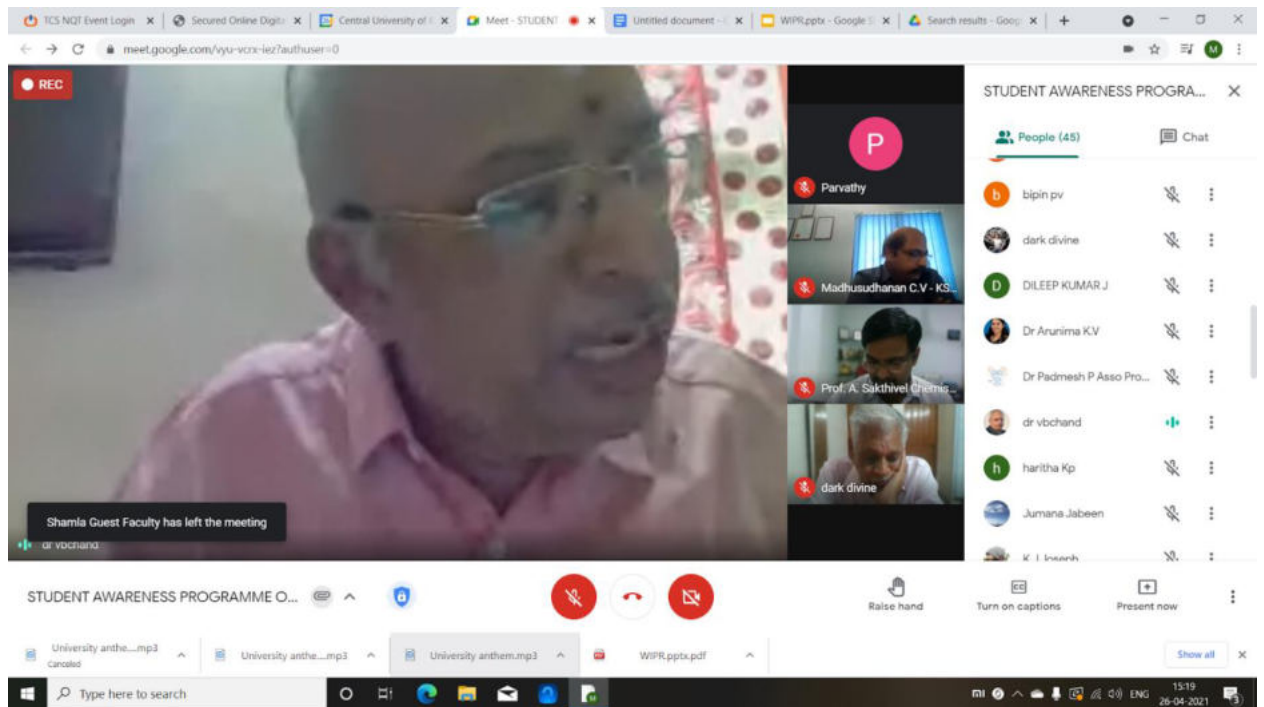 TCS NQT Event Login
Secured Online Digit
Central University of
Meet - STUDENT
Untitled document -
WIPR.pptx - Google S
Search results - Goog
meet.google.com/vyu-vcrx-iez?authuser=0
M
REC
P
Parvathy
Madhusudhanan C.V - KS...
Prof. A. Sakthivel Chemis...
dark divine
Shamla Guest Faculty has left the meeting
dr vbchand
STUDENT AWARENESS PROGRA...
People (45)
Chat
b
bipin pv
dark divine
D
DILEEP KUMAR J
Dr Arunima K.V
Dr Padmesh P Asso Pro...
dr vbchand
h
haritha Kp
Jumana Jabeen
K J Joseph
STUDENT AWARENESS PROGRAMME O...
Raise hand
CC
Turn on captions
Present now
University anthe....mp3
Canceled
University anthe....mp3
University anthem.mp3
WIPR.pptx.pdf
Show all
Type here to search
ENG
15:19
26-04-2021
3